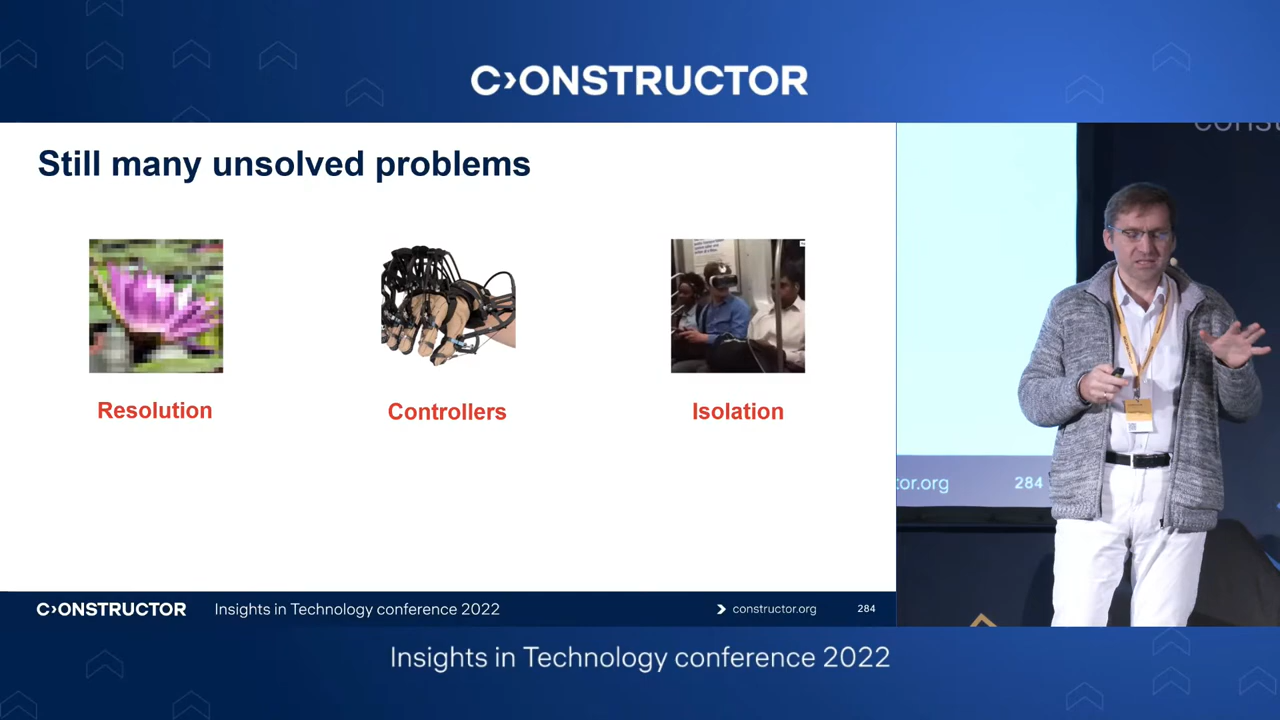 C›ONSTRUCTOR
Still many unsolved problems
Resolution
Controllers
Isolation
C›ONSTRUCTOR
Insights in Technology conference 2022
constructor.org
284
tor.org
284
const
Insights in Technology conference 2022